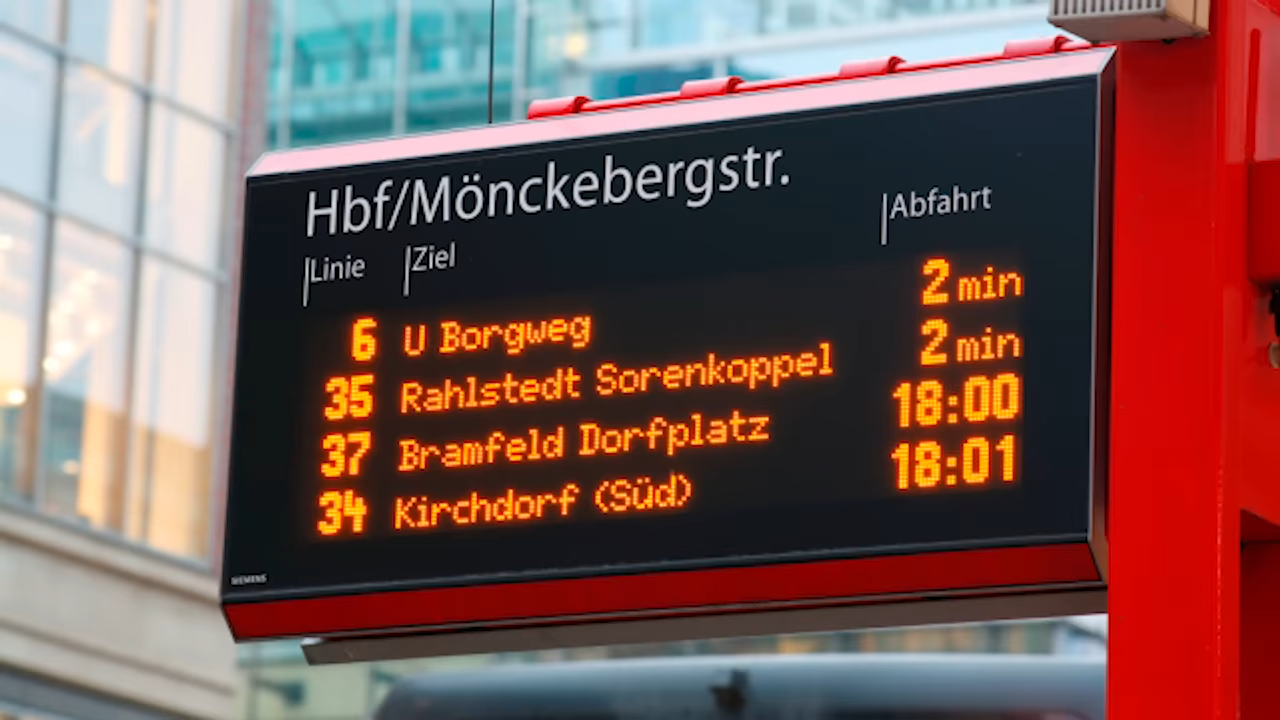 Hbf/Mönckebergstr.
Linie Ziel Abfahrt
6 U Borgweg 2 min
35 Rahlstedt Sorenkoppel 2 min
37 Bramfeld Dorfplatz 18:00
34 Kirchdorf (Süd) 18:01
SIEMENS